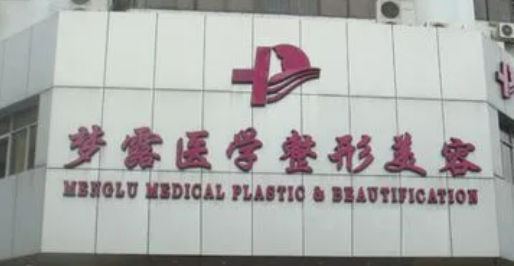 梦露医学整形美容
MENGLU MEDICAL PLASTIC & BEAUTIFICATION